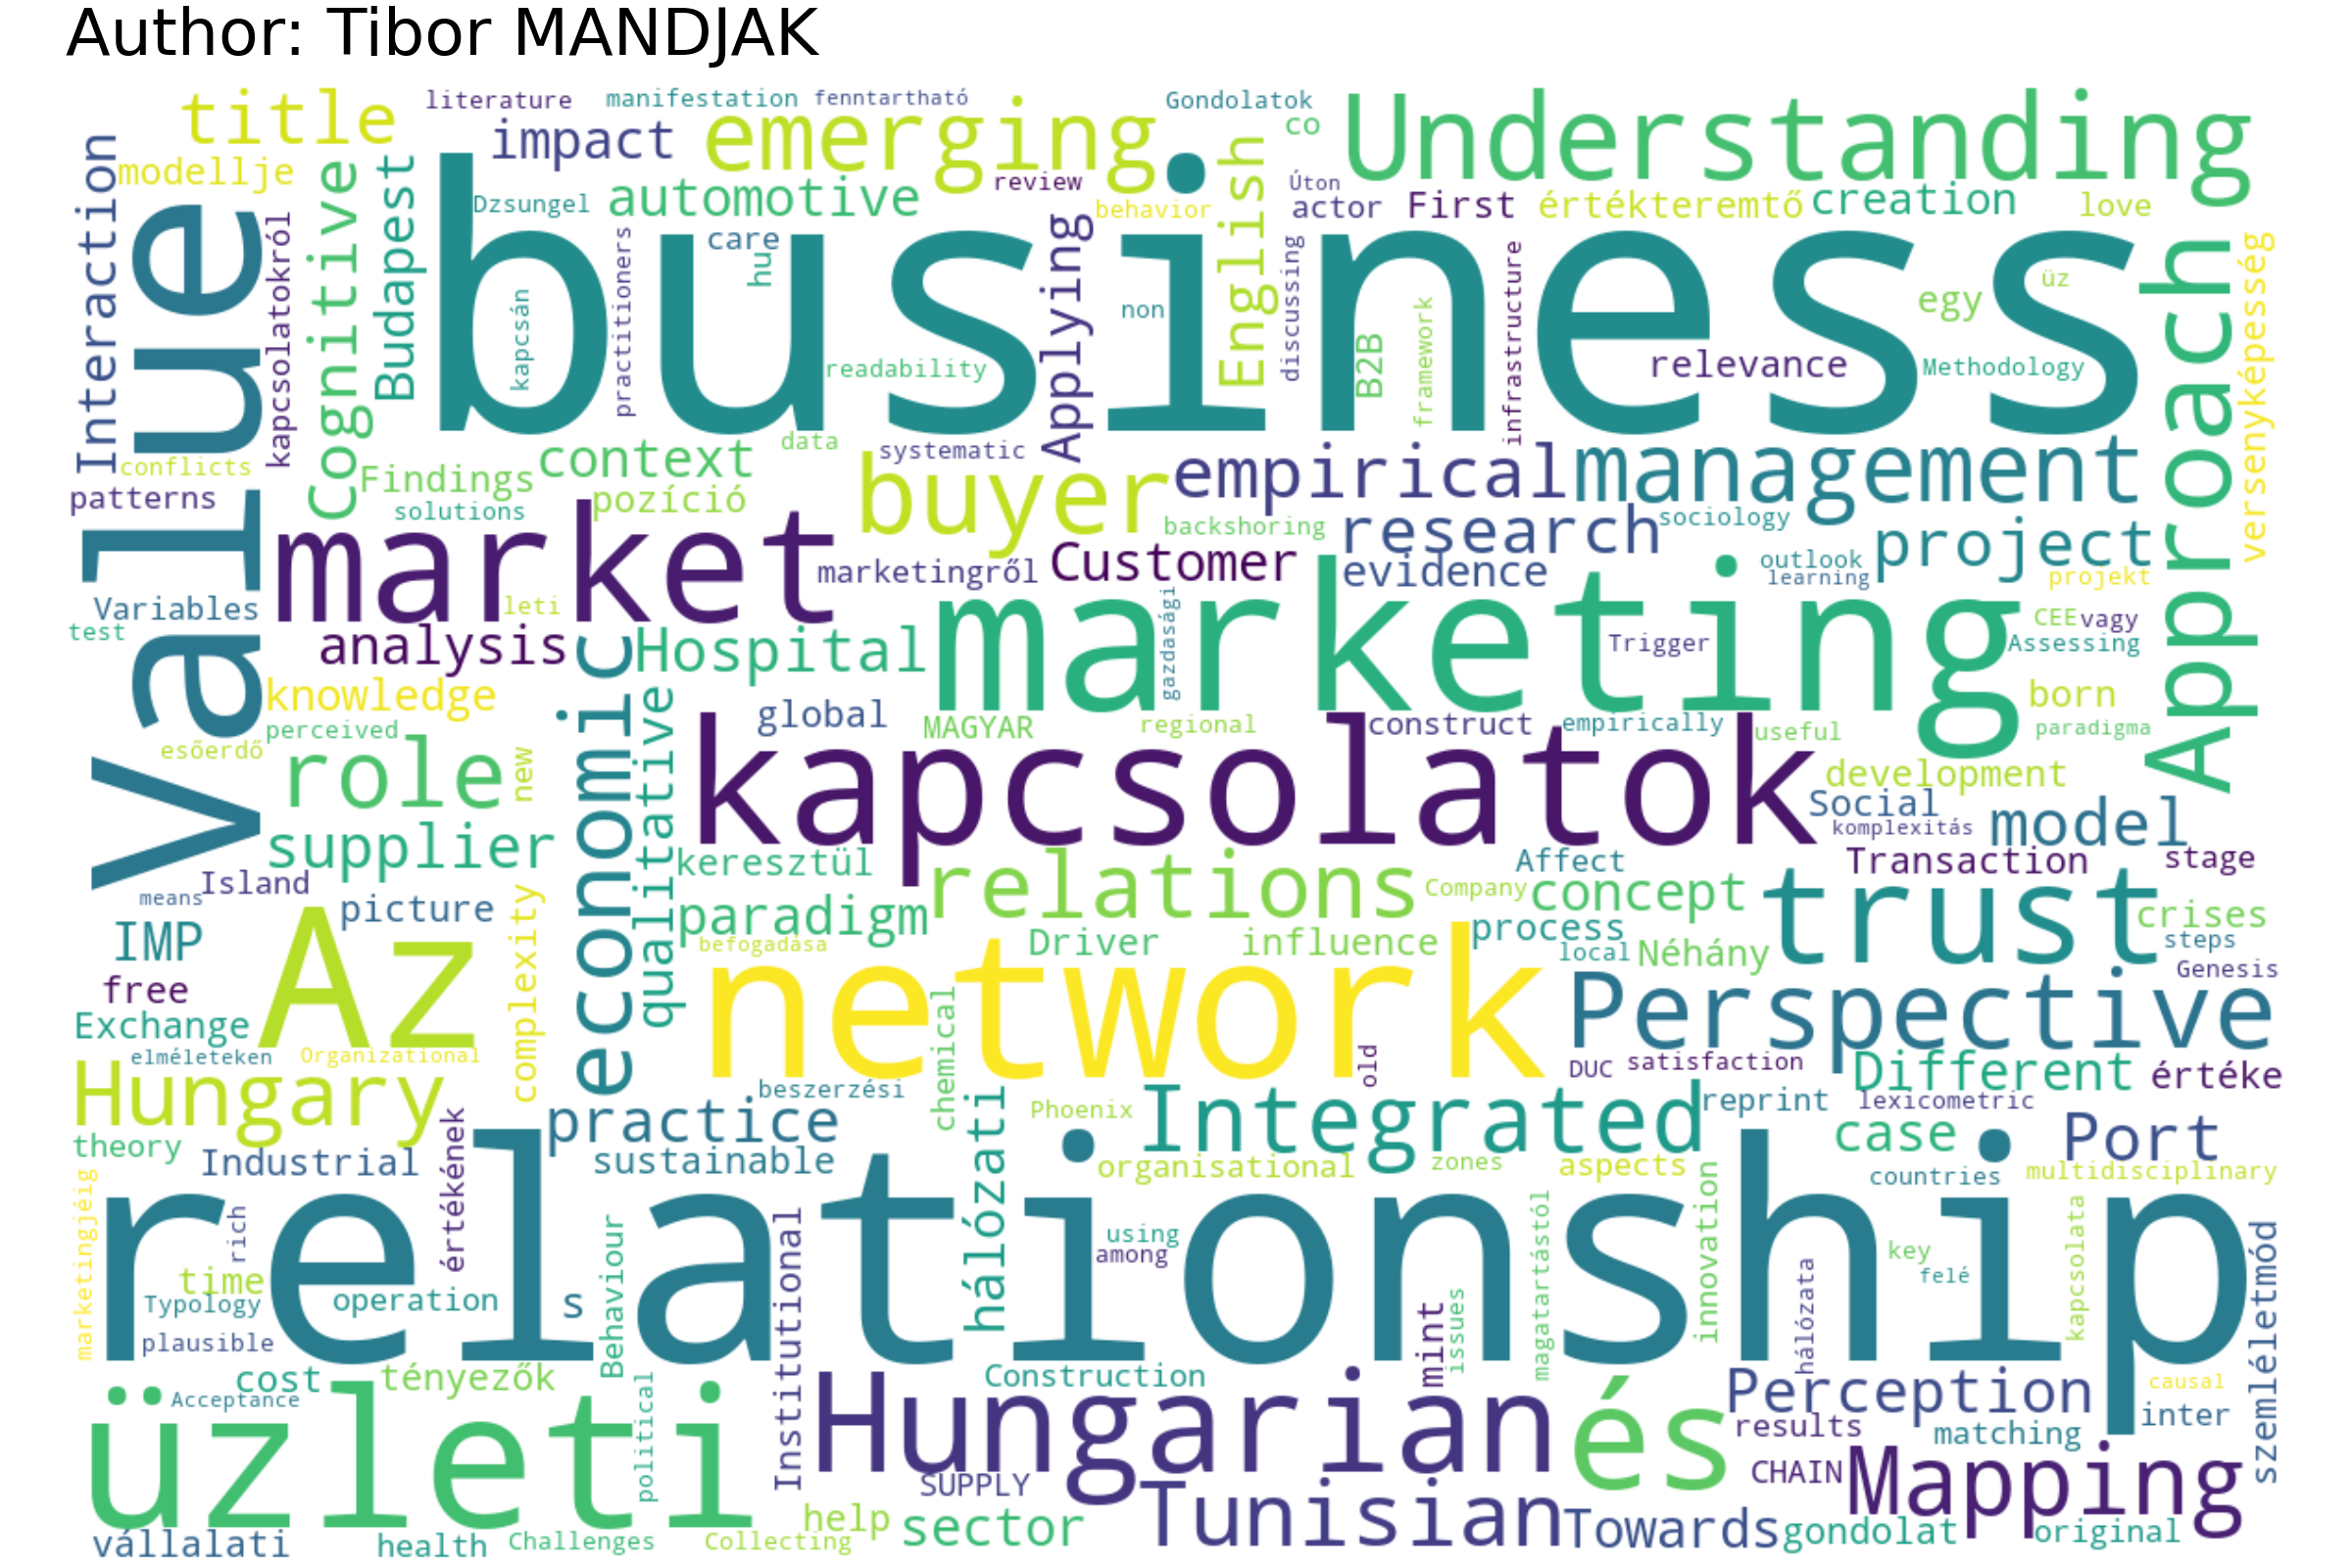 Author: Tibor MANDJAK
title
literature
manifestation
fenntartható
Gondolatok
co
Understanding
impact
emerging
English
modellje
Interaction
Cognitive
Budapest
Dzsungel
automotive
review
behavior
Úton
actor
First
értékteremtő
creation
love
Value
kapcsolatokról
business
practitioners
care
hu
kapcsán
Applying
non
discussing
B2B
framework
infrastructure
relevance
egy
üz
Methodology
Approach
versenyképesség
readability
conflicts
patterns
Findings
context
data
systematic
solutions
pozíció
buyer
empirical
management
backshoring
research
sociology
project
market
marketingről
Customer
evidence
outlook
learning
projekt
Variables
leti
test
analysis
economic
Hospital
marketing
gazdasági
Trigger
CEE
vagy
Assessing
knowledge
qualitative
global
born
perceived
esőerdő
MAGYAR
regional
construct
empirically
useful
paradigma
role
new
kapcsolatok
development
Social
komplexitás
model
supplier
keresztül
Affect
Transaction
stage
Island
means
picture
complexity
relations
Company
concept
trust
IMP
Az
paradigm
befogadása
Driver
influence
process
crises
local
Néhány
steps
free
network
Genesis
Perspective
Exchange
elméleteken
Organizational
chemical
old
DUC
satisfaction
Different
értéke
Hungary
beszerzési
practice
Phoenix
Integrated
reprint
lexicometric
theory
értékének
hálózati
case
Port
Industrial
sustainable
organisational
zones
aspects
countries
multidisciplinary
marketingjéig
relationship
rich
Behaviour
Institutional
using
among
magatartástól
innovation
key
felé
kapcsolata
szemléletmód
time
Typology
operation
s
mint
issues
hálózata
plausible
cost
tényezők
Construction
Acceptance
political
Hungarian
és
Perception
causal
inter
üzleti
results
matching
SUPPLY
CHAIN
Mapping
vállalati
health
Challenges
Collecting
help
sector
Tunisian
Towards
gondolat
original